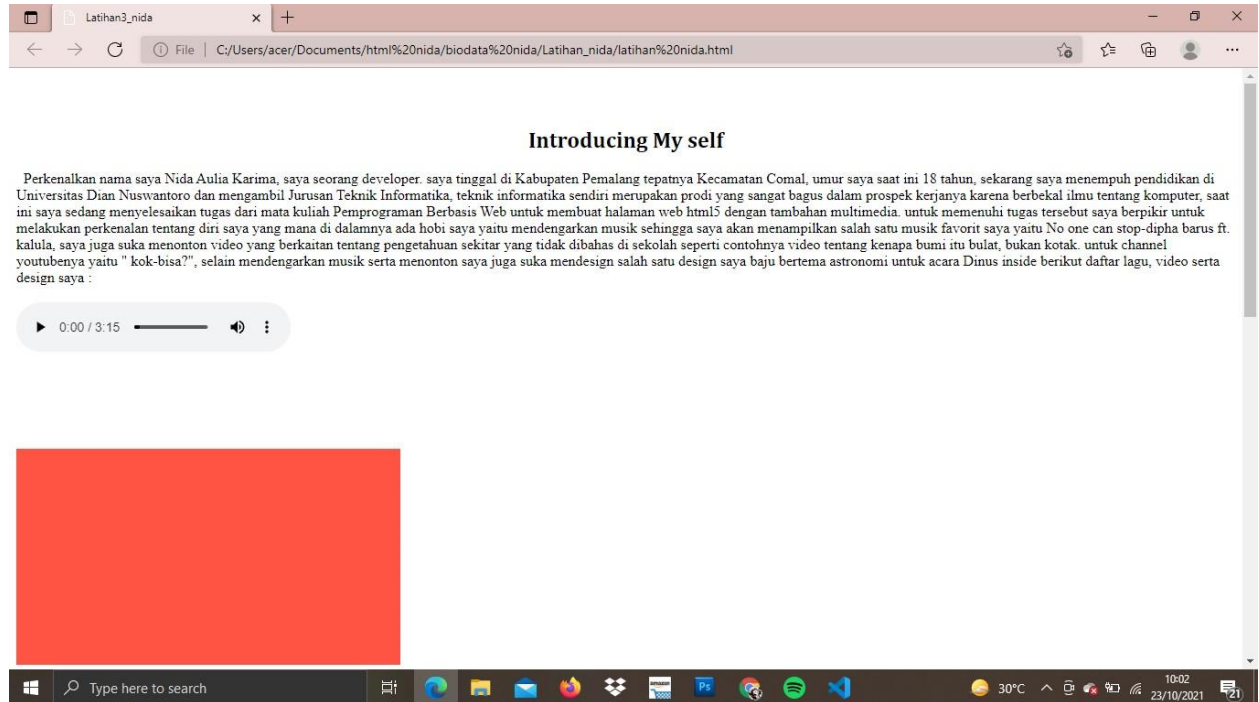 Latihan3_nida
File | C:/Users/acer/Documents/html%20nida/biodata%20nida/Latihan_nida/latihan%20nida.html
Introducing My self
Perkenalkan nama saya Nida Aulia Karima, saya seorang developer. saya tinggal di Kabupaten Pemalang tepatnya Kecamatan Comal, umur saya saat ini 18 tahun, sekarang saya menempuh pendidikan di
Universitas Dian Nuswantoro dan mengambil Jurusan Teknik Informatika, teknik informatika sendiri merupakan prodi yang sangat bagus dalam prospek kerjanya karena berbekal ilmu tentang komputer, saat
ini saya sedang menyelesaikan tugas dari mata kuliah Pemprograman Berbasis Web untuk membuat halaman web html5 dengan tambahan multimedia. untuk memenuhi tugas tersebut saya berpikir untuk
melakukan perkenalan tentang diri saya yang mana di dalamnya ada hobi saya yaitu mendengarkan musik sehingga saya akan menampilkan salah satu musik favorit saya yaitu No one can stop-dipha barus ft.
kalula, saya juga suka menonton video yang berkaitan tentang pengetahuan sekitar yang tidak dibahas di sekolah seperti contohnya video tentang kenapa bumi itu bulat, bukan kotak. untuk channel
youtubenya yaitu " kok-bisa?", selain mendengarkan musik serta menonton saya juga suka mendesign salah satu design saya baju bertema astronomi untuk acara Dinus inside berikut daftar lagu, video serta
design saya :
0:00 / 3:15
Type here to search
Ps
30°C
10:02
23/10/2021
21